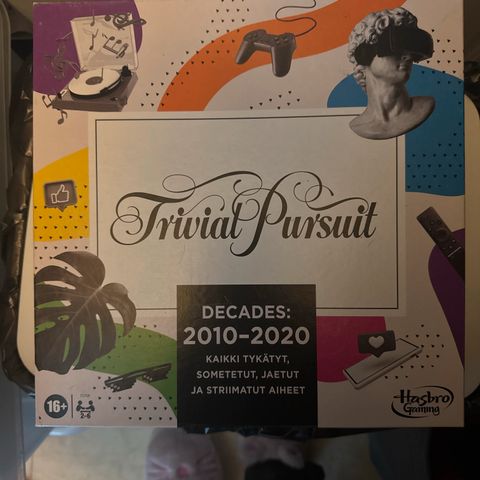 Trivial Pursuit
DECADES:
2010–2020
KAIKKI TYKÄTYT,
SOMETETUT, JAETUT
JA STRIIMATUT AIHEET
16+
2-6
Hasbro
Gaming